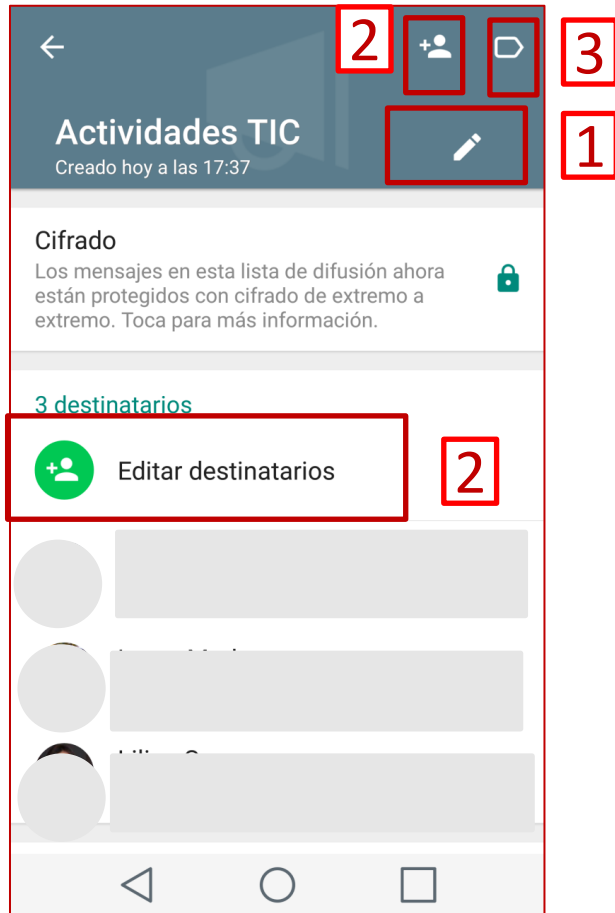 2
3
Actividades TIC
Creado hoy a las 17:37
1
Cifrado
Los mensajes en esta lista de difusión ahora
están protegidos con cifrado de extremo a
extremo. Toca para más información.
3 destinatarios
Editar destinatarios
2